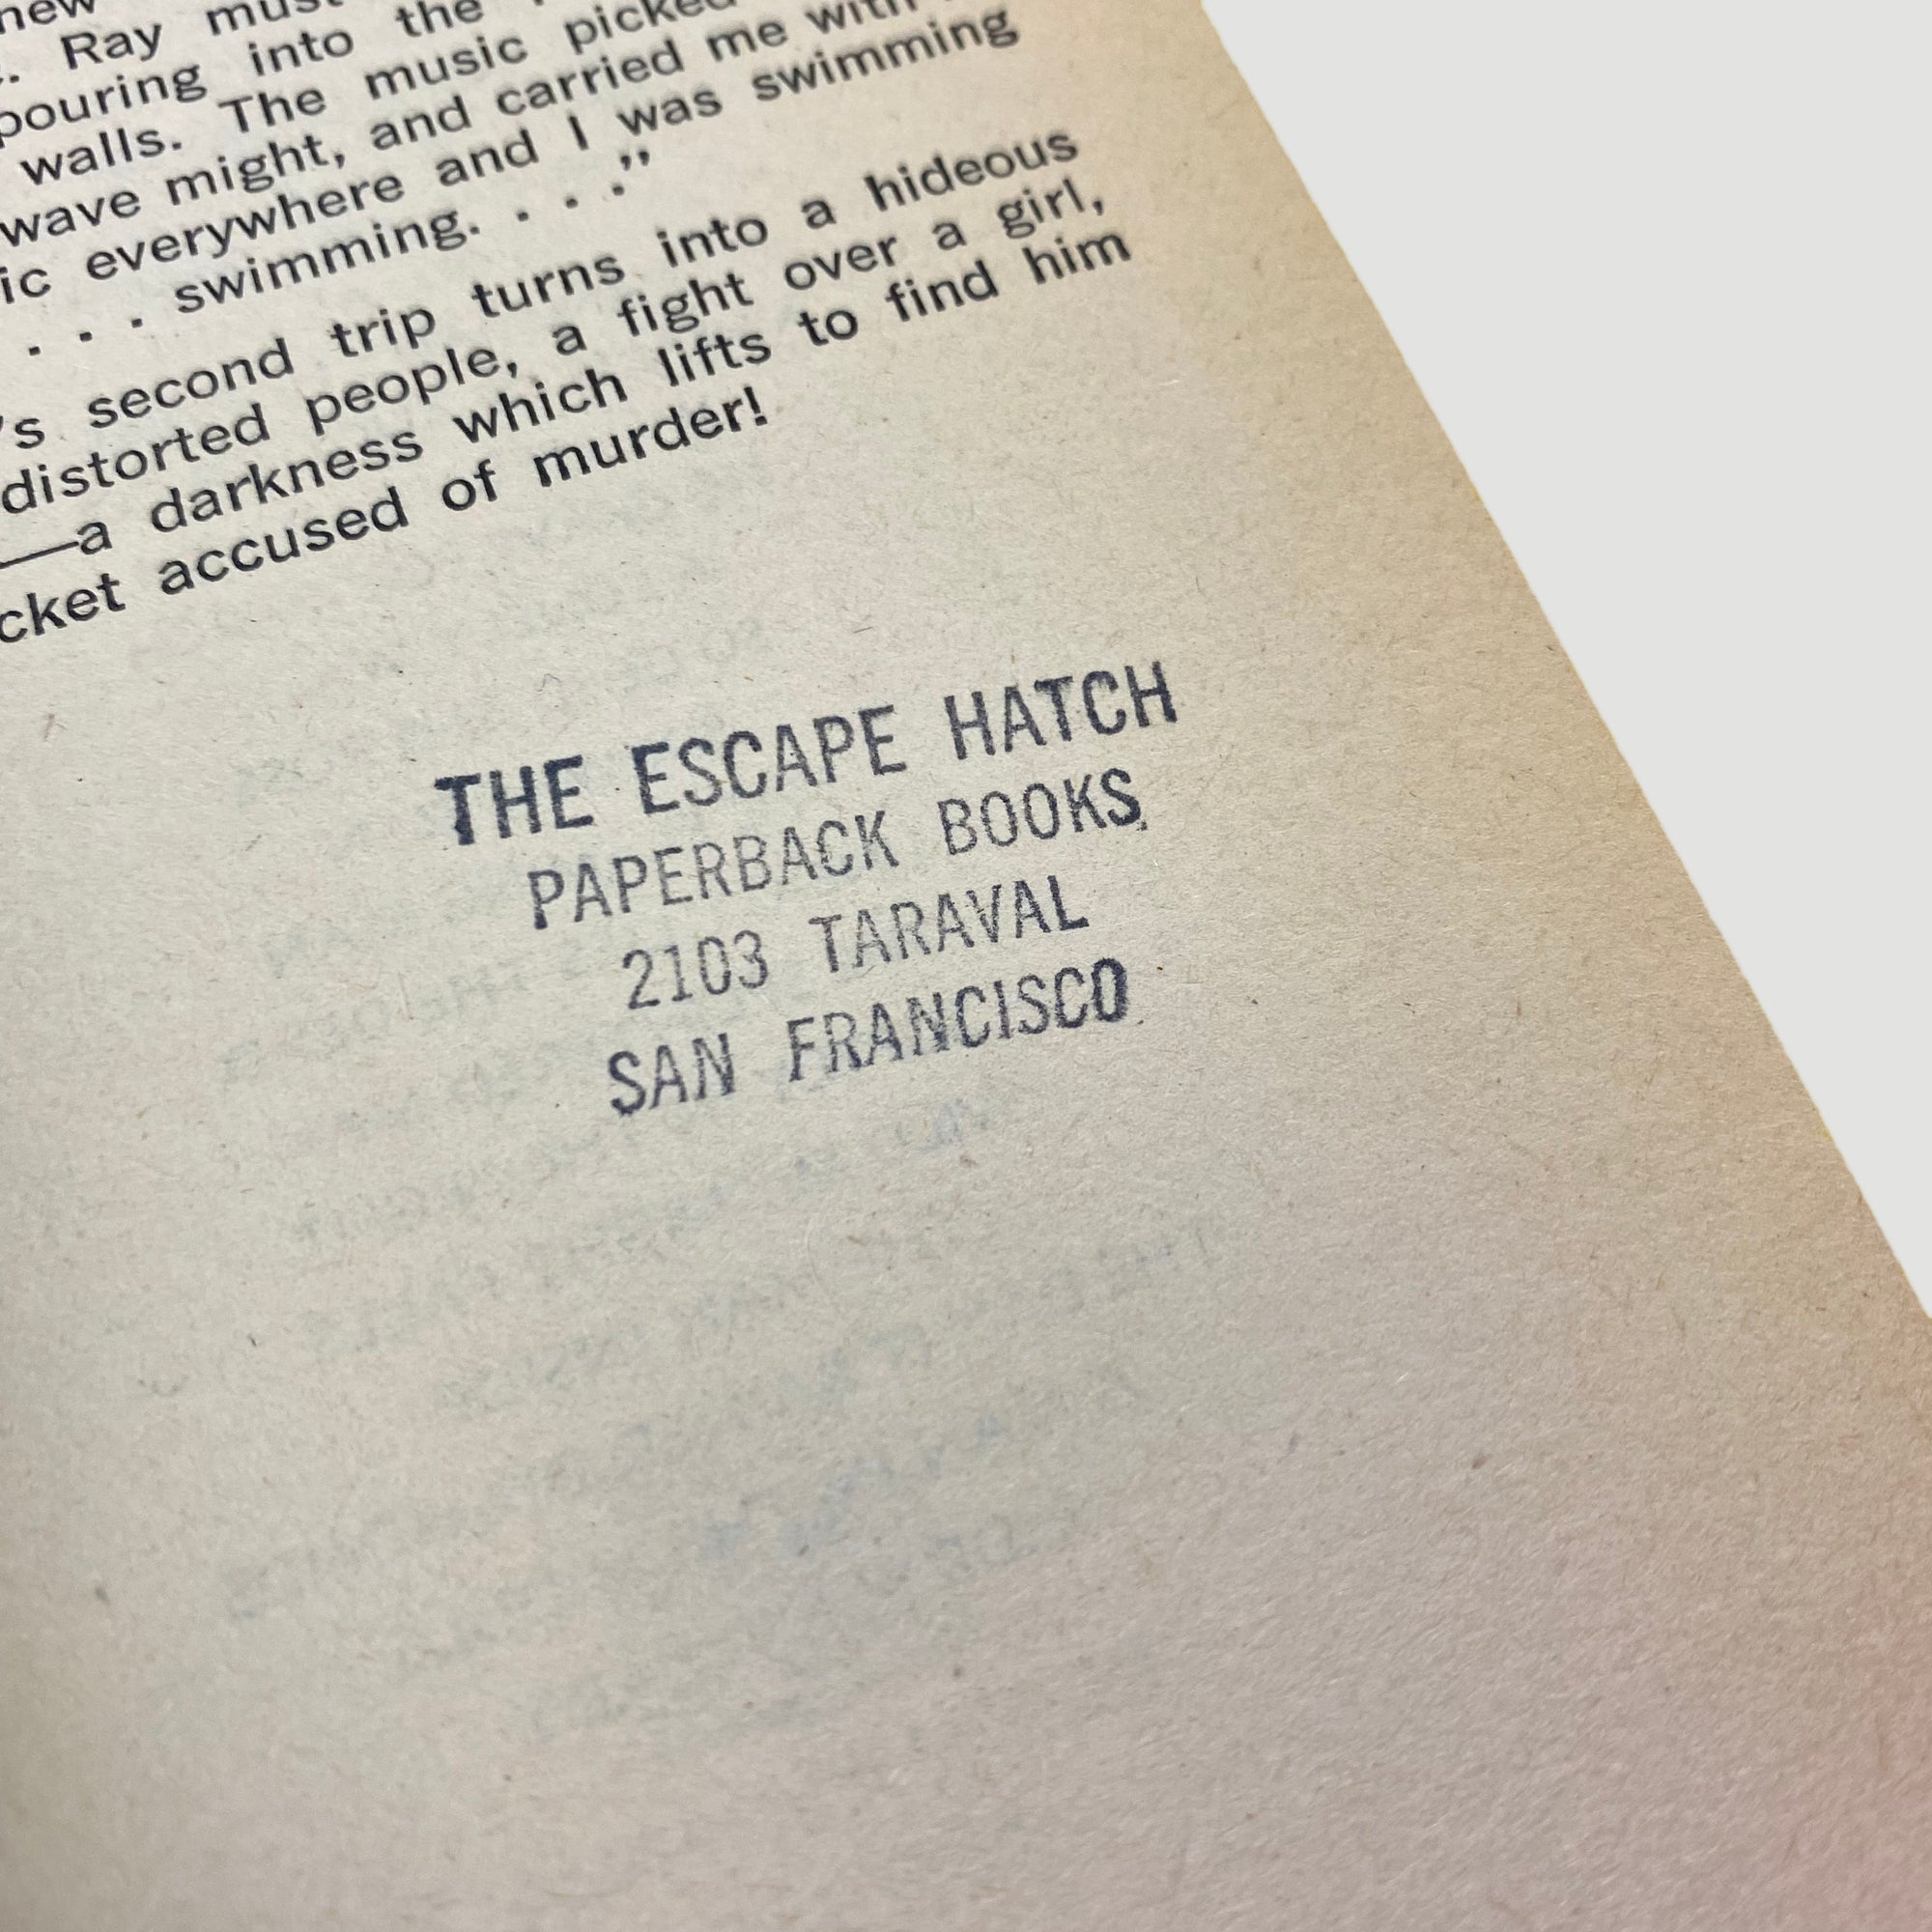 Ray
pouring into the
walls. The music picked
wave might, and carried me with
ic everywhere and I was swimming
. . . swimming. . . .”
’s second trip turns into a hideous
distorted people, a fight over a girl,
—a darkness which lifts to find him
cket accused of murder!
THE ESCAPE HATCH
PAPERBACK BOOKS
2103 TARAVAL
SAN FRANCISCO